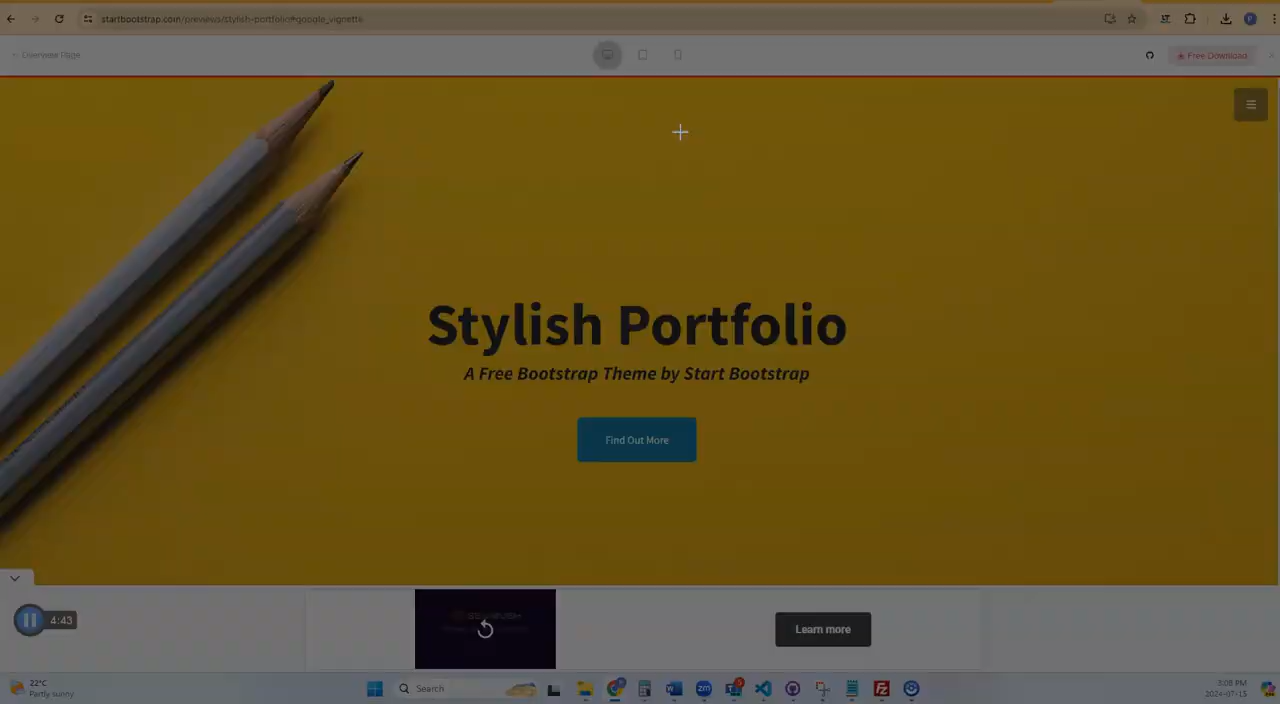 startbootstrap.com/previews/stylish-portfolio#google_vignette
← Overview Page
Free Download
Stylish Portfolio
A Free Bootstrap Theme by Start Bootstrap
Find Out More
4:43
Learn more
22°C
Partly sunny
Search
3:08 PM
2024-07-15